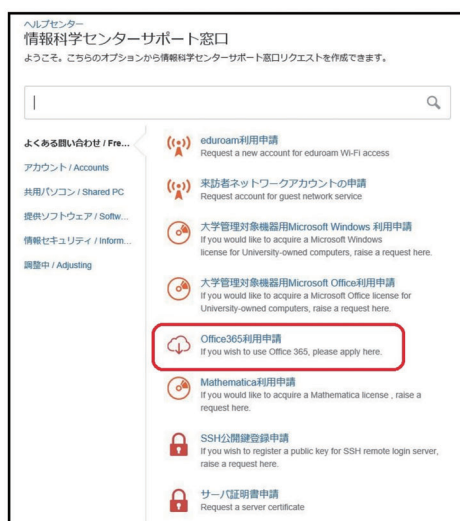 ヘルプセンター
情報科学センターサポート窓口
ようこそ。こちらのオプションから情報科学センターサポート窓口リクエストを作成できます。
よくある問い合わせ / Fre...
アカウント / Accounts
共用パソコン / Shared PC
提供ソフトウェア / Softw...
情報セキュリティ / Inform...
調整中 / Adjusting
eduroam利用申請
Request a new account for eduroam Wi-Fi access
来訪者ネットワークアカウントの申請
Request account for guest network service
大学管理対象機器用Microsoft Windows 利用申請
If you would like to acquire a Microsoft Windows
license for University-owned computers, raise a request here.
大学管理対象機器用Microsoft Office利用申請
If you would like to acquire a Microsoft Office license for
University-owned computers, raise a request here.
Office365利用申請
If you wish to use Office 365, please apply here.
Mathematica利用申請
If you would like to acquire a Mathematica license , raise a
request here.
SSH公開鍵登録申請
If you wish to register a public key for SSH remote login server,
raise a request here.
サーバ証明書申請
Request a server certificate